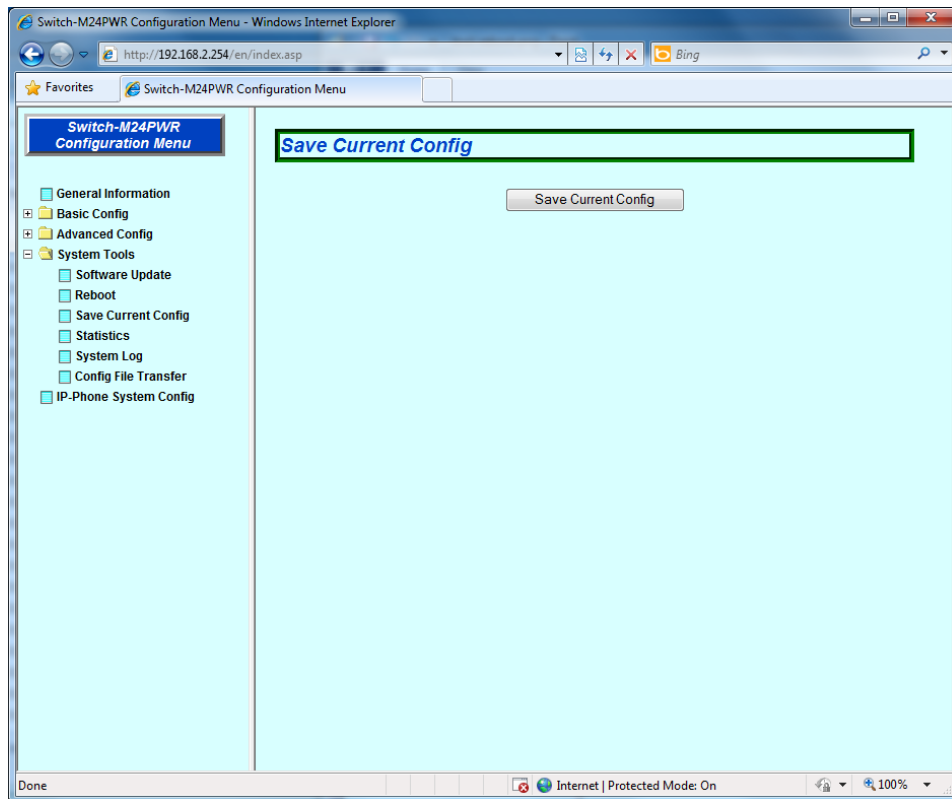 Switch-M24PWR Configuration Menu - Windows Internet Explorer
http://192.168.2.254/en/index.asp
Bing
Favorites
Switch-M24PWR Configuration Menu
Switch-M24PWR
Configuration Menu
General Information
Basic Config
Advanced Config
System Tools
Software Update
Reboot
Save Current Config
Statistics
System Log
Config File Transfer
IP-Phone System Config
Save Current Config
Save Current Config
Done
Internet | Protected Mode: On
100%